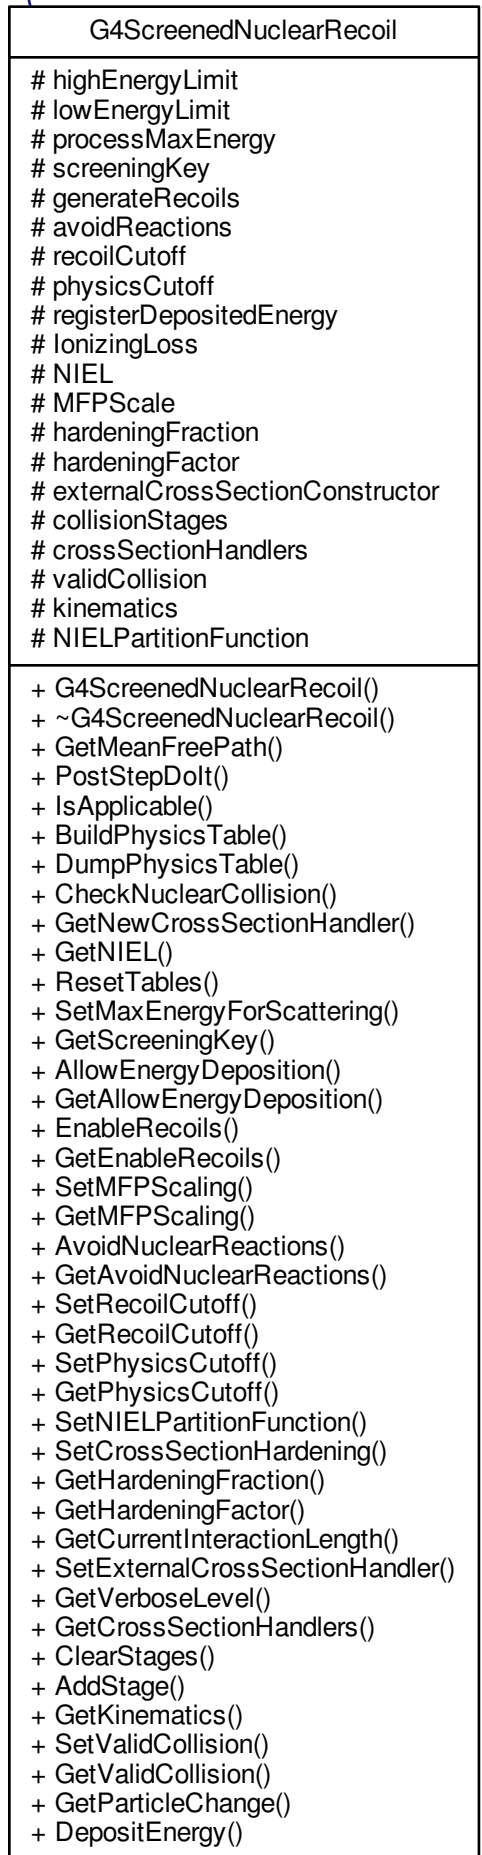 G4ScreenedNuclearRecoil
# highEnergyLimit
# lowEnergyLimit
# processMaxEnergy
# screeningKey
# generateRecoils
# avoidReactions
# recoilCutoff
# physicsCutoff
# registerDepositedEnergy
# IonizingLoss
# NIEL
# MFPScale
# hardeningFraction
# hardeningFactor
# externalCrossSectionConstructor
# collisionStages
# crossSectionHandlers
# validCollision
# kinematics
# NIELPartitionFunction
+ G4ScreenedNuclearRecoil()
+ ~G4ScreenedNuclearRecoil()
+ GetMeanFreePath()
+ PostStepDoIt()
+ IsApplicable()
+ BuildPhysicsTable()
+ DumpPhysicsTable()
+ CheckNuclearCollision()
+ GetNewCrossSectionHandler()
+ GetNIEL()
+ ResetTables()
+ SetMaxEnergyForScattering()
+ GetScreeningKey()
+ AllowEnergyDeposition()
+ GetAllowEnergyDeposition()
+ EnableRecoils()
+ GetEnableRecoils()
+ SetMFPScaling()
+ GetMFPScaling()
+ AvoidNuclearReactions()
+ GetAvoidNuclearReactions()
+ SetRecoilCutoff()
+ GetRecoilCutoff()
+ SetPhysicsCutoff()
+ GetPhysicsCutoff()
+ SetNIELPartitionFunction()
+ SetCrossSectionHardening()
+ GetHardeningFraction()
+ GetHardeningFactor()
+ GetCurrentInteractionLength()
+ SetExternalCrossSectionHandler()
+ GetVerboseLevel()
+ GetCrossSectionHandlers()
+ ClearStages()
+ AddStage()
+ GetKinematics()
+ SetValidCollision()
+ GetValidCollision()
+ GetParticleChange()
+ DepositEnergy()